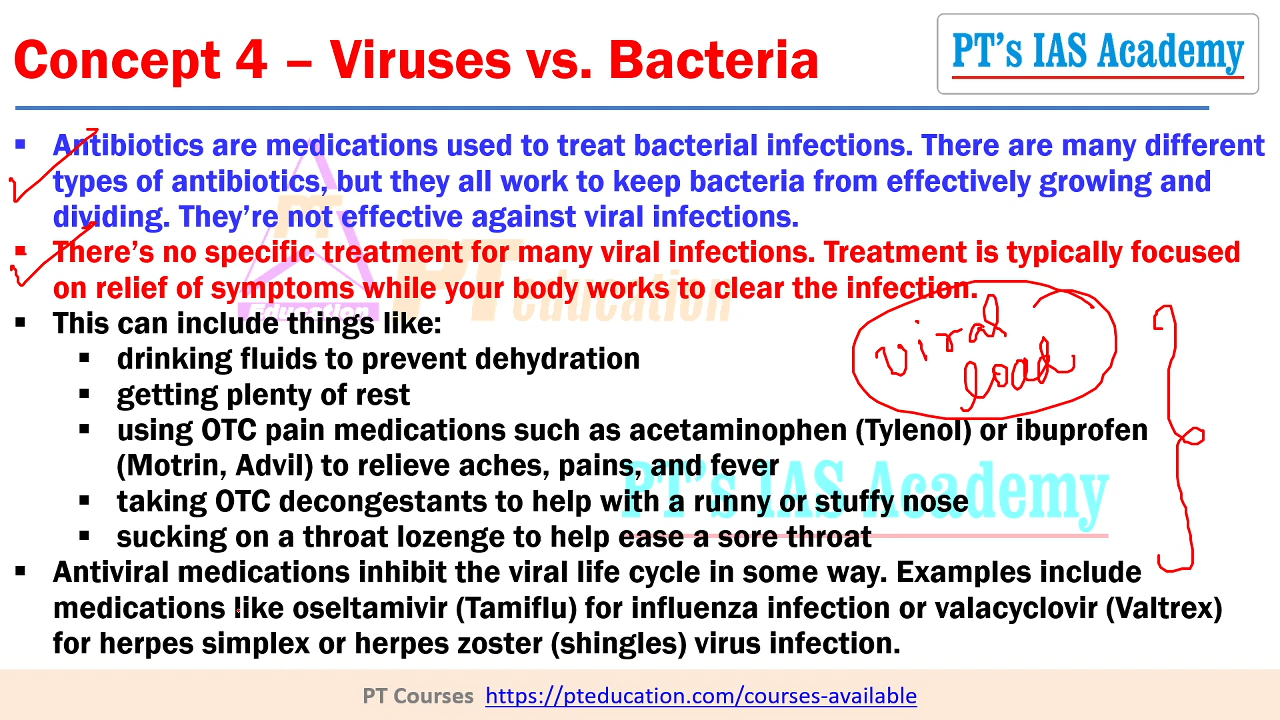 Concept 4 – Viruses vs. Bacteria
PT's IAS Academy
▪ Antibiotics are medications used to treat bacterial infections. There are many different
types of antibiotics, but they all work to keep bacteria from effectively growing and
dividing. They're not effective against viral infections.
▪ There's no specific treatment for many viral infections. Treatment is typically focused
on relief of symptoms while your body works to clear the infection.
▪ This can include things like:
▪ drinking fluids to prevent dehydration
▪ getting plenty of rest
viral
load
▪ using OTC pain medications such as acetaminophen (Tylenol) or ibuprofen
(Motrin, Advil) to relieve aches, pains, and fever
▪ taking OTC decongestants to help with a runny or stuffy nose
▪ sucking on a throat lozenge to help ease a sore throat
▪ Antiviral medications inhibit the viral life cycle in some way. Examples include
medications like oseltamivir (Tamiflu) for influenza infection or valacyclovir (Valtrex)
for herpes simplex or herpes zoster (shingles) virus infection.
PT education
Education
PT's IAS Academy
PT Courses https://pteducation.com/courses-available